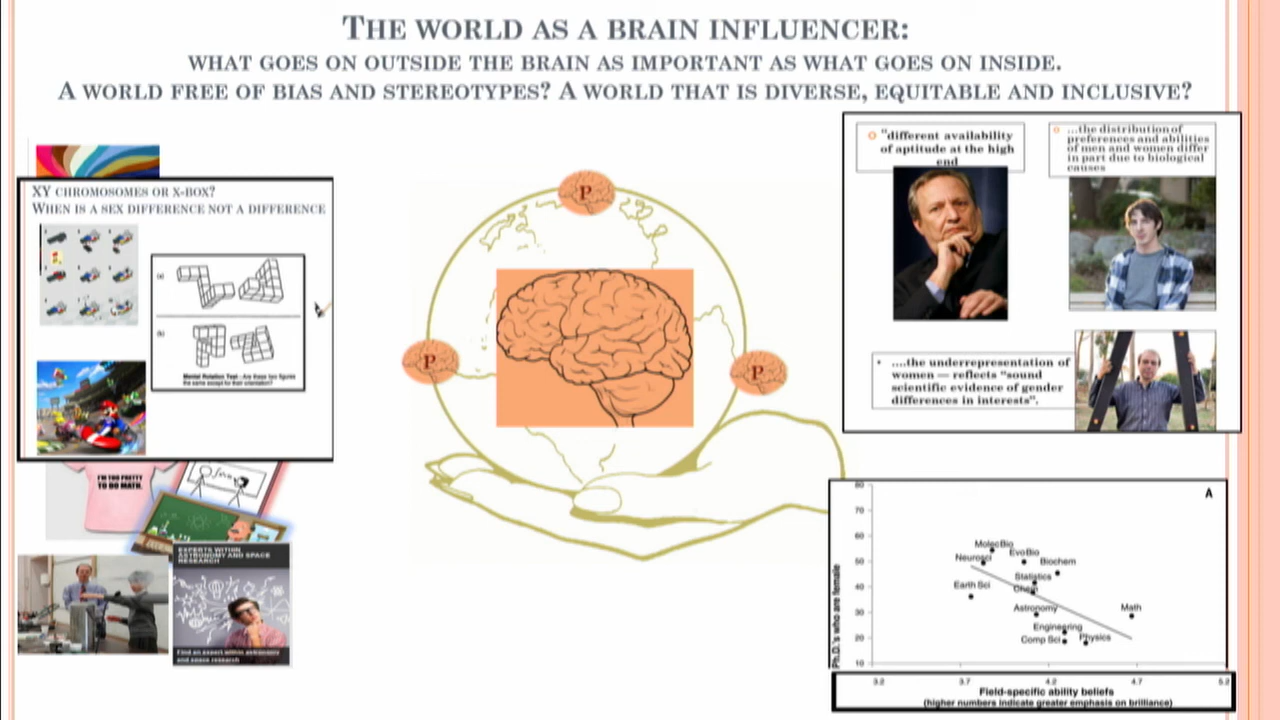 THE WORLD AS A BRAIN INFLUENCER:
WHAT GOES ON OUTSIDE THE BRAIN AS IMPORTANT AS WHAT GOES ON INSIDE.
A WORLD FREE OF BIAS AND STEREOTYPES? A WORLD THAT IS DIVERSE, EQUITABLE AND INCLUSIVE?
XY CHROMOSOMES OR X-BOX?
WHEN IS A SEX DIFFERENCE NOT A DIFFERENCE
(a)
(b)
Mental Rotation Test - Are these two figures
the same except for their orientation?
I'M TOO PRETTY
TO DO MATH.
EXPERTS WITHIN
ASTRONOMY AND SPACE
RESEARCH
Find an expert within astronomy
and space research
P
P
P
"different availability
of aptitude at the high
end
...the distribution of
preferences and abilities
of men and women differ
in part due to biological
causes
....the underrepresentation of
women — reflects "sound
scientific evidence of gender
differences in interests".
A
Ph.D.'s who are female
80
70
60
50
40
30
20
10
MolecBio
Neurosci
EvoBio
Biochem
Statistics
Earth Sci
Chem
Astronomy
Math
Engineering
Comp Sci
Physics
3.2 3.7 4.2 4.7 5.2
Field-specific ability beliefs
(higher numbers indicate greater emphasis on brilliance)